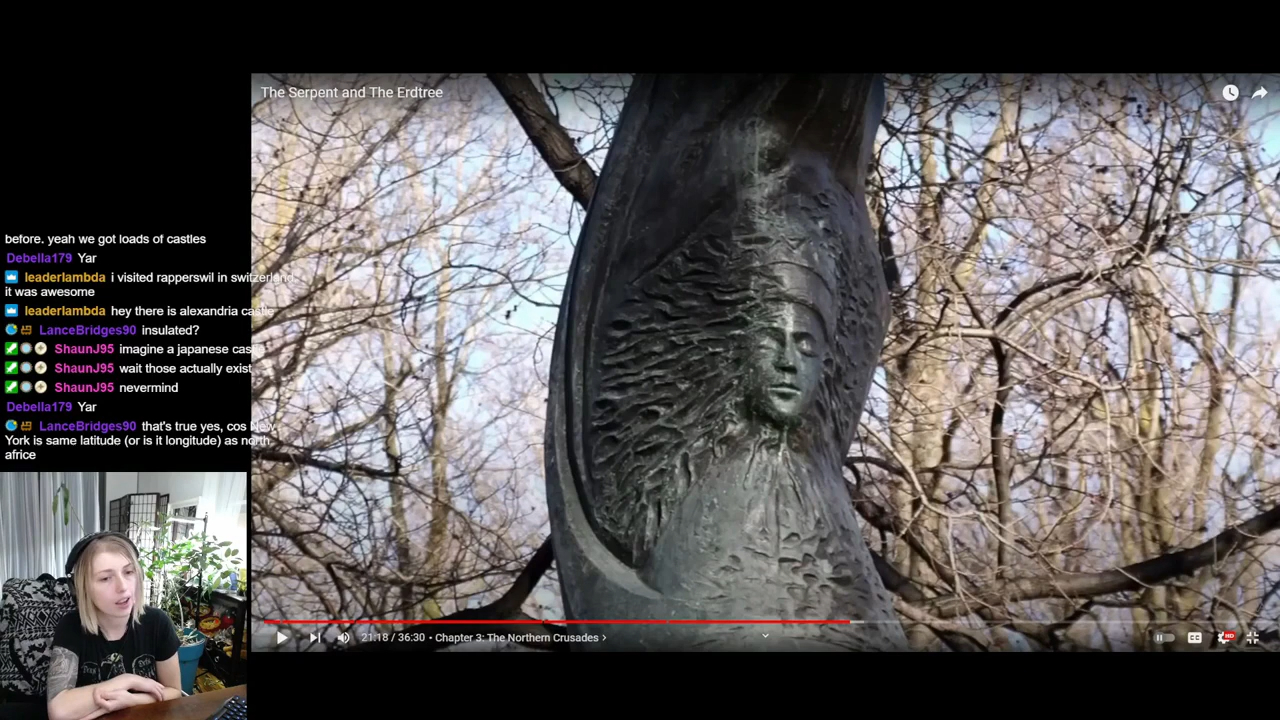 The Serpent and The Erdtree
before. yeah we got loads of castles
Debella179 Yar
leaderlambda i visited rapperswil in switzerland
it was awesome
leaderlambda hey there is alexandria castle
LanceBridges90 insulated?
ShaunJ95 imagine a japanese castle
ShaunJ95 wait those actually exist
ShaunJ95 nevermind
Debella179 Yar
LanceBridges90 that's true yes, cos New
York is same latitude (or is it longitude) as north
africe
21:18 / 36:30 • Chapter 3: The Northern Crusades >
CC
HD